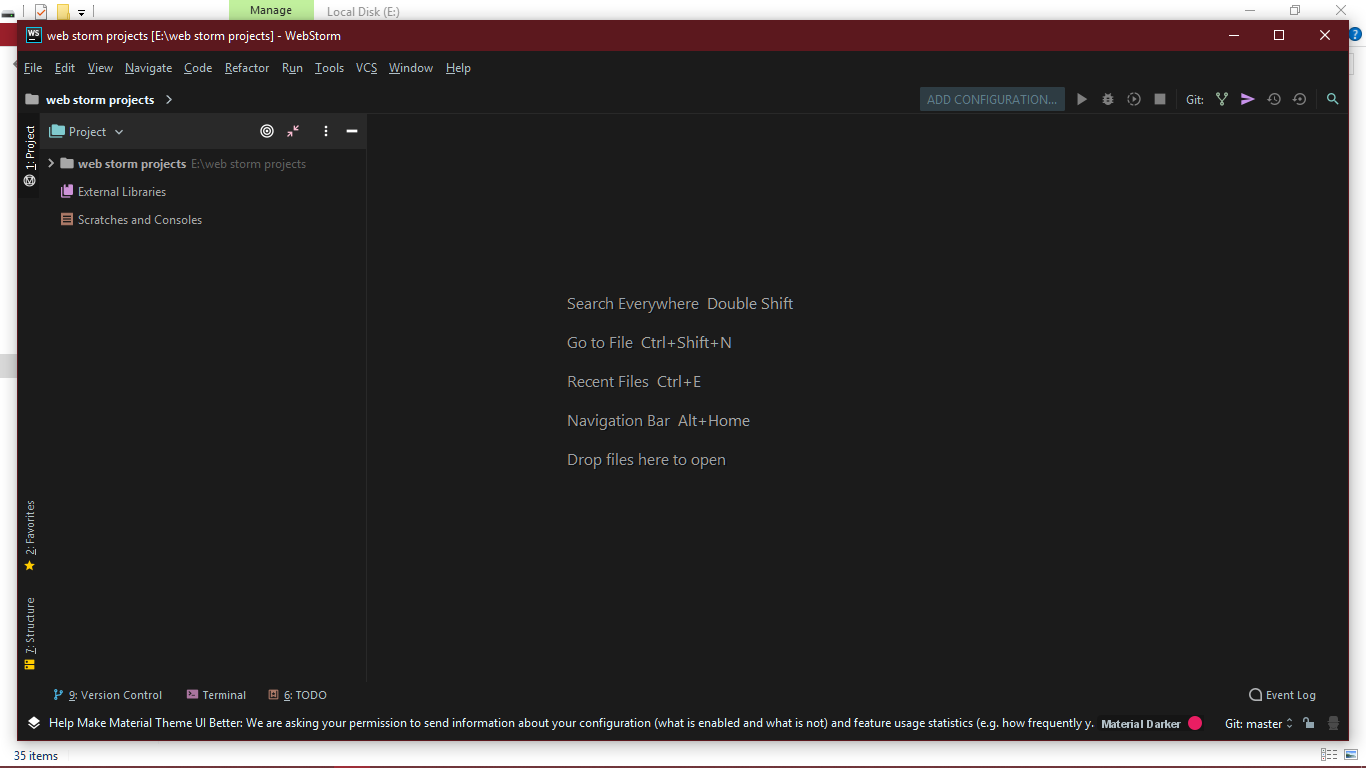 Manage
Local Disk (E:)
WS
web storm projects [E:\web storm projects] - WebStorm
?
File Edit View Navigate Code Refactor Run Tools VCS Window Help
web storm projects
ADD CONFIGURATION...
Git:
1: Project
Project
web storm projects E:\web storm projects
External Libraries
Scratches and Consoles
Search Everywhere Double Shift
Go to File Ctrl+Shift+N
Recent Files Ctrl+E
Navigation Bar Alt+Home
Drop files here to open
2: Favorites
7: Structure
9: Version Control
Terminal
6: TODO
Event Log
Help Make Material Theme UI Better: We are asking your permission to send information about your configuration (what is enabled and what is not) and feature usage statistics (e.g. how frequently y.
Material Darker
Git: master
35 items